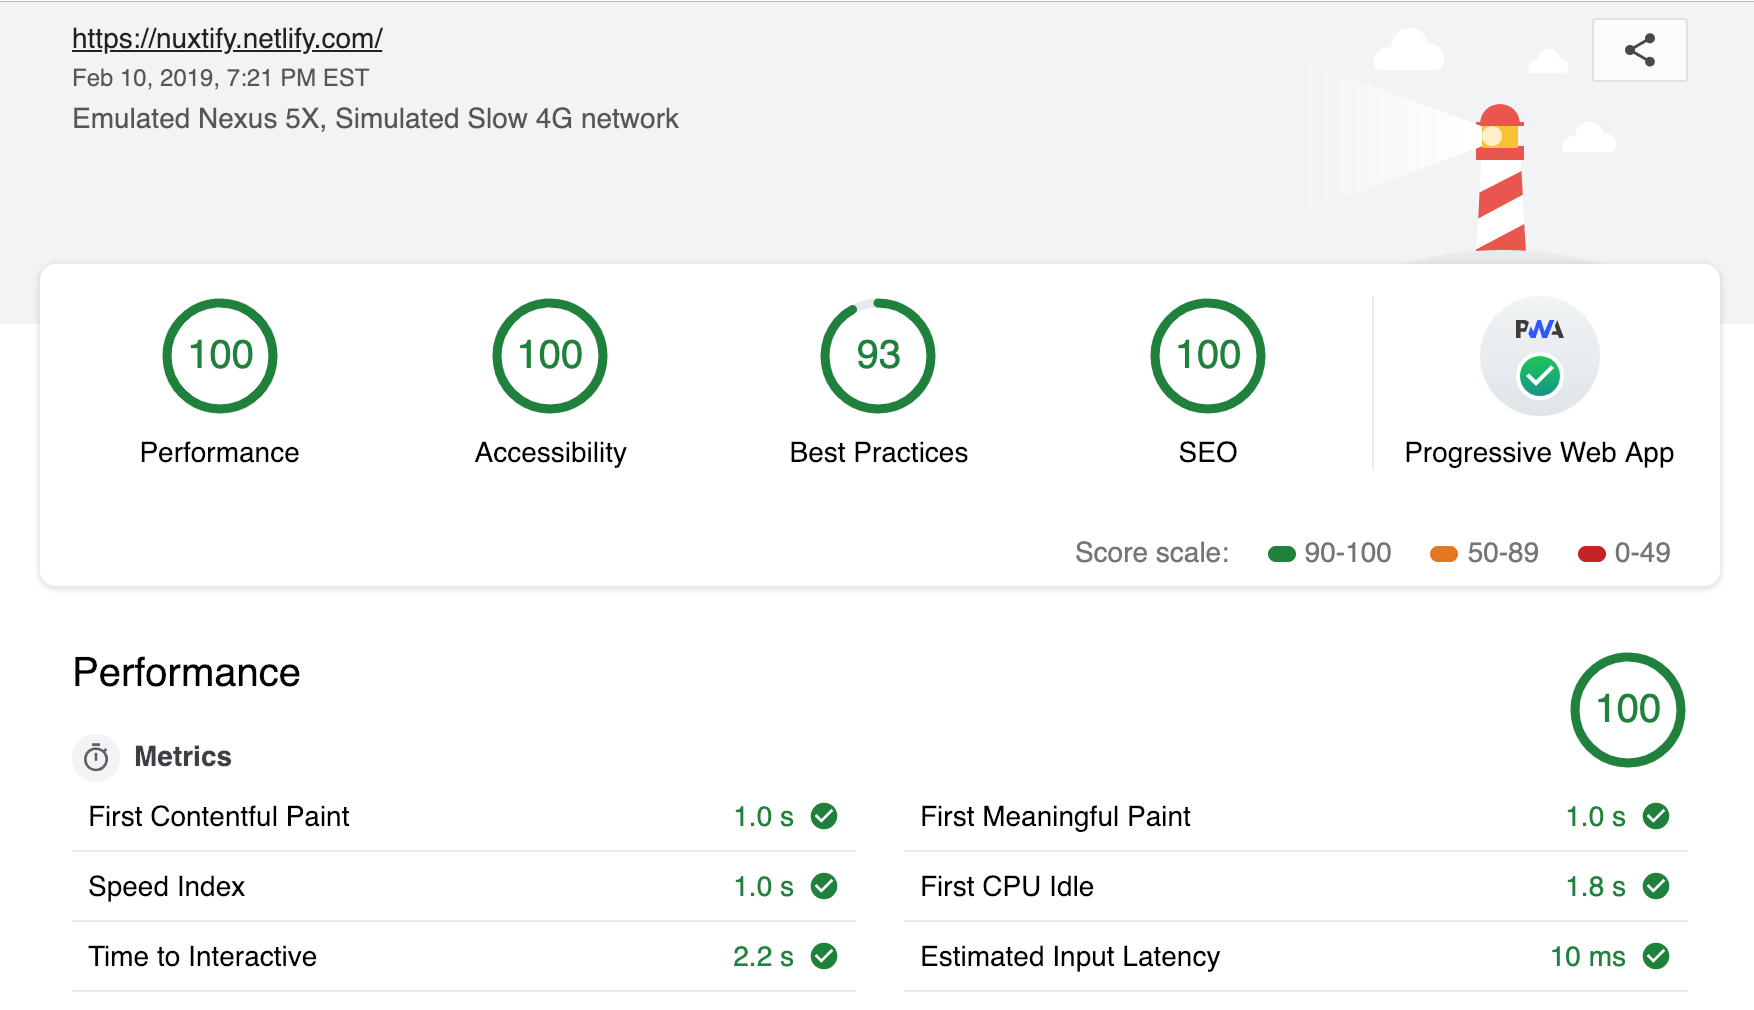 https://nuxtify.netlify.com/
Feb 10, 2019, 7:21 PM EST
Emulated Nexus 5X, Simulated Slow 4G network
100 100 93 100 PWA
Performance Accessibility Best Practices SEO Progressive Web App
Score scale: 90-100 50-89 0-49
Performance
100
Metrics
First Contentful Paint 1.0 s
First Meaningful Paint 1.0 s
Speed Index 1.0 s
First CPU Idle 1.8 s
Time to Interactive 2.2 s
Estimated Input Latency 10 ms